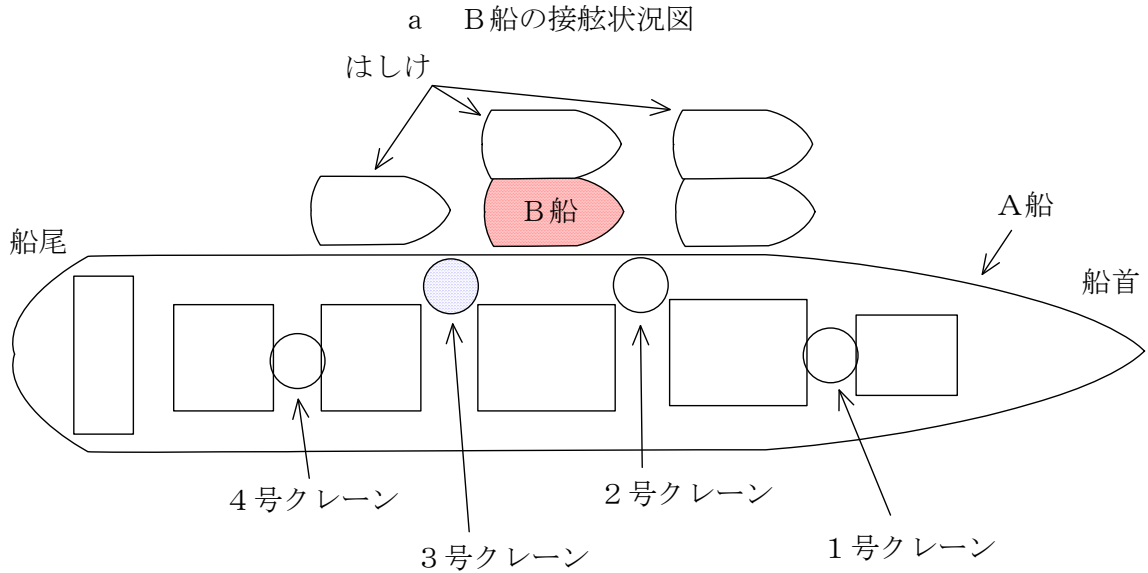 a　Ｂ船の接舷状況図
はしけ
Ｂ船
Ａ船
船尾
船首
４号クレーン
２号クレーン
３号クレーン
１号クレーン